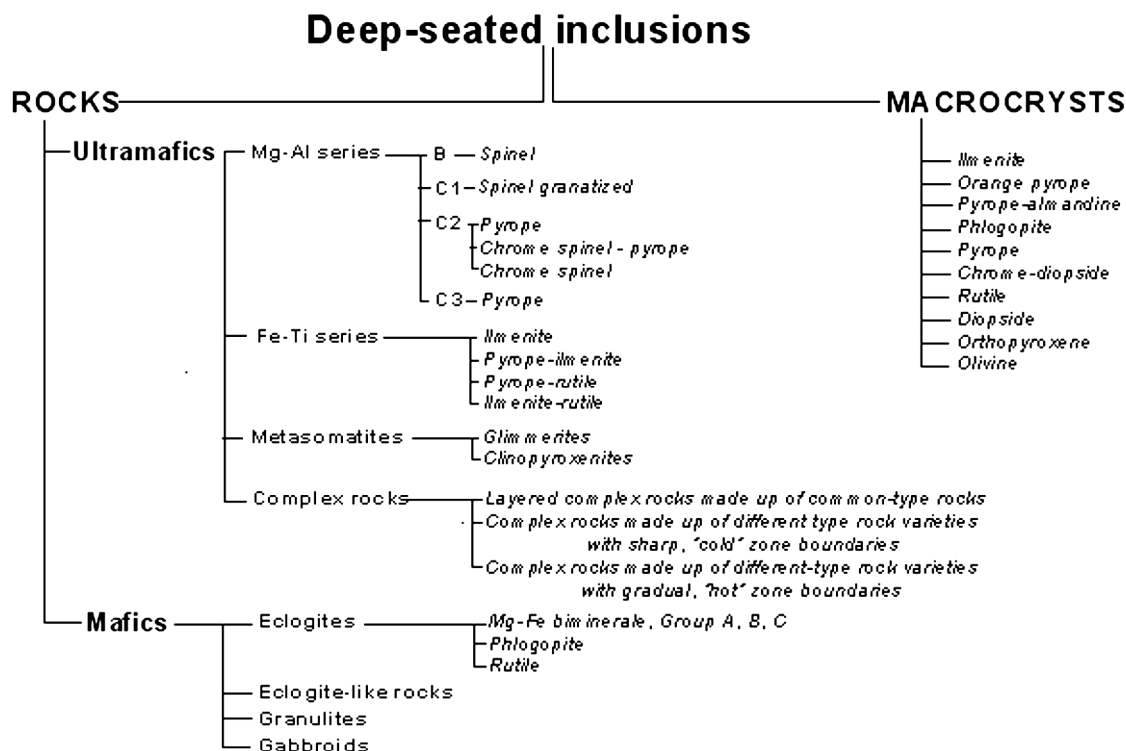 Deep-seated inclusions
ROCKS
MACROCRYSTS
Ultramafics
Mg-Al series
B
Spinel
C1
Spinel granatized
C2
Pyrope
Chrome spinel - pyrope
Chrome spinel
C3
Pyrope
Fe-Ti series
Ilmenite
Pyrope-ilmenite
Pyrope-rutile
Ilmenite-rutile
Metasomatites
Glimmerites
Clinopyroxenites
Complex rocks
Layered complex rocks made up of common-type rocks
Complex rocks made up of different type rock varieties
with sharp, "cold" zone boundaries
Complex rocks made up of different-type rock varieties
with gradual, "hot" zone boundaries
Mafics
Eclogites
Mg-Fe biminerale, Group A, B, C
Phlogopite
Rutile
Eclogite-like rocks
Granulites
Gabbroids
Ilmenite
Orange pyrope
Pyrope-almandine
Phlogopite
Pyrope
Chrome-diopside
Rutile
Diopside
Orthopyroxene
Olivine